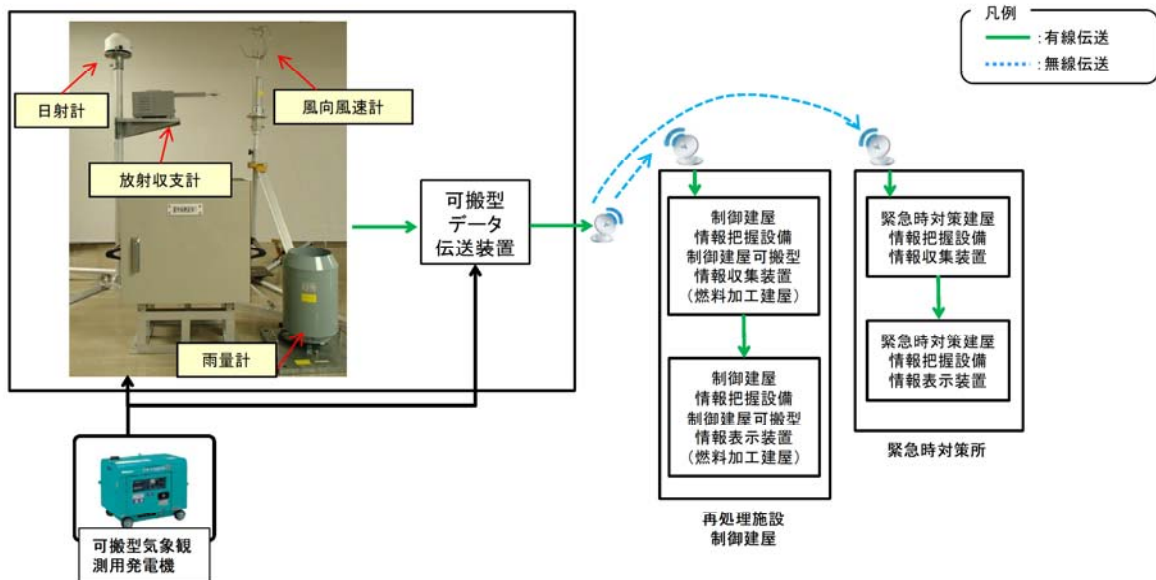 凡例
:有線伝送
:無線伝送
日射計
風向風速計
放射収支計
雨量計
可搬型
データ
伝送装置
可搬型気象観
測用発電機
制御建屋
情報把握設備
制御建屋可搬型
情報収集装置
(燃料加工建屋)
制御建屋
情報把握設備
制御建屋可搬型
情報表示装置
(燃料加工建屋)
再処理施設
制御建屋
緊急時対策建屋
情報把握設備
情報収集装置
緊急時対策建屋
情報把握設備
情報表示装置
緊急時対策所